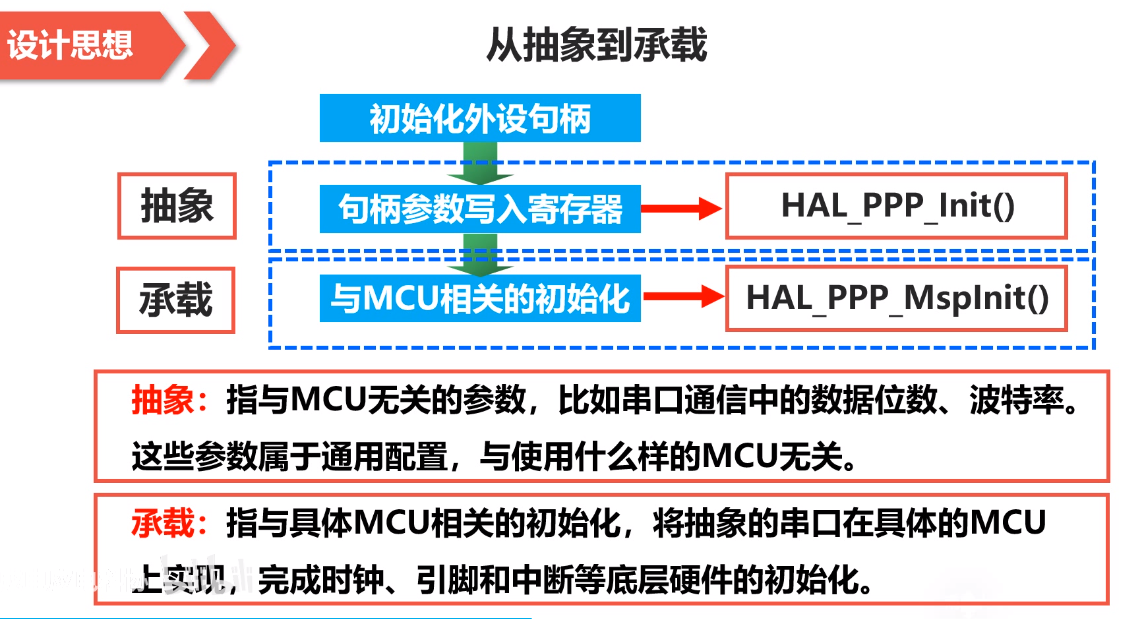 设计思想
从抽象到承载
初始化外设句柄
抽象
句柄参数写入寄存器
HAL_PPP_Init()
承载
与MCU相关的初始化
HAL_PPP_MspInit()
抽象：指与MCU无关的参数，比如串口通信中的数据位数、波特率。
这些参数属于通用配置，与使用什么样的MCU无关。
承载：指与具体MCU相关的初始化，将抽象的串口在具体的MCU
上实现，完成时钟、引脚和中断等底层硬件的初始化。